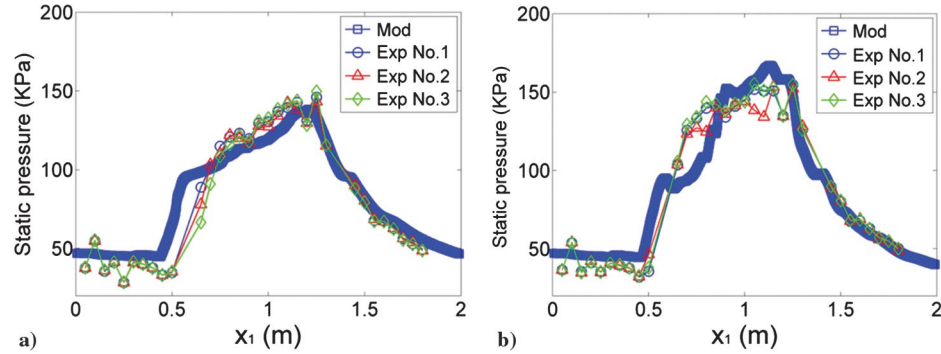 200
150
100
50
Static pressure (KPa)
Mod
Exp No.1
Exp No.2
Exp No.3
0
0.5
1
1.5
2
x1 (m)
a)
200
150
100
50
Static pressure (KPa)
Mod
Exp No.1
Exp No.2
Exp No.3
0
0.5
1
1.5
2
x1 (m)
b)